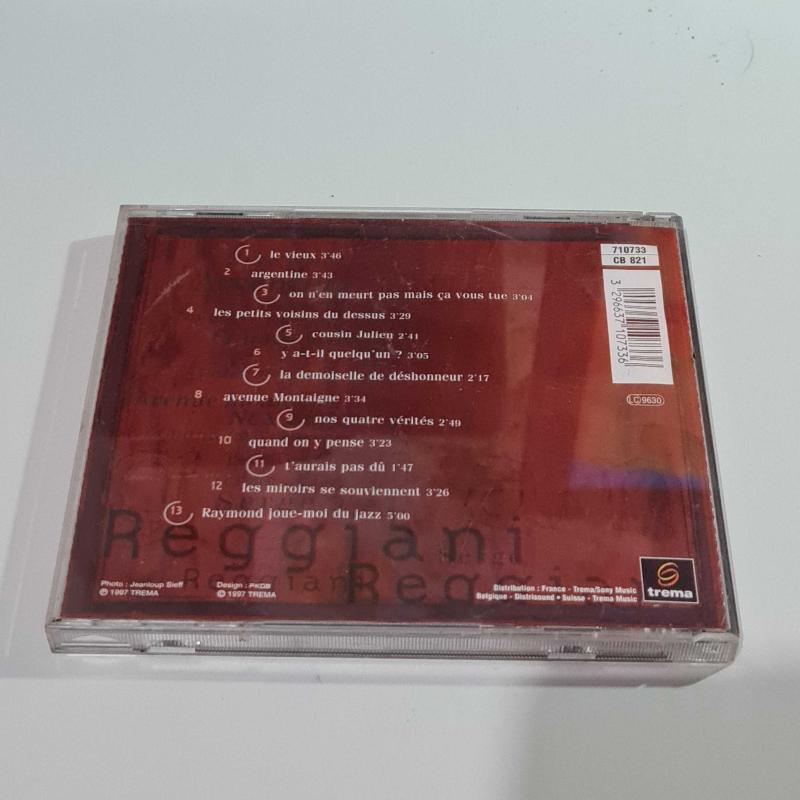 1 le vieux 3'46
2 argentine 3'43
3 on n'en meurt pas mais ça vous tue 3'04
4 les petits voisins du dessus 3'29
5 cousin Julien 2'41
6 y a-t-il quelqu'un ? 3'05
7 la demoiselle de déshonneur 2'17
8 avenue Montaigne 3'34
9 nos quatre vérités 2'49
10 quand on y pense 3'23
11 t'aurais pas dû 1'47
12 les miroirs se souviennent 3'26
13 Raymond joue-moi du jazz 5'00
710733
CB 821
3 296637 107336
LC 9630
Reggiani
Photo : Jeanloup Sieff
℗ 1997 TREMA
Design : PKGB
© 1997 TREMA
Distribution : France - Trema/Sony Music
Belgique - Distrisound • Suisse - Trema Music
trema